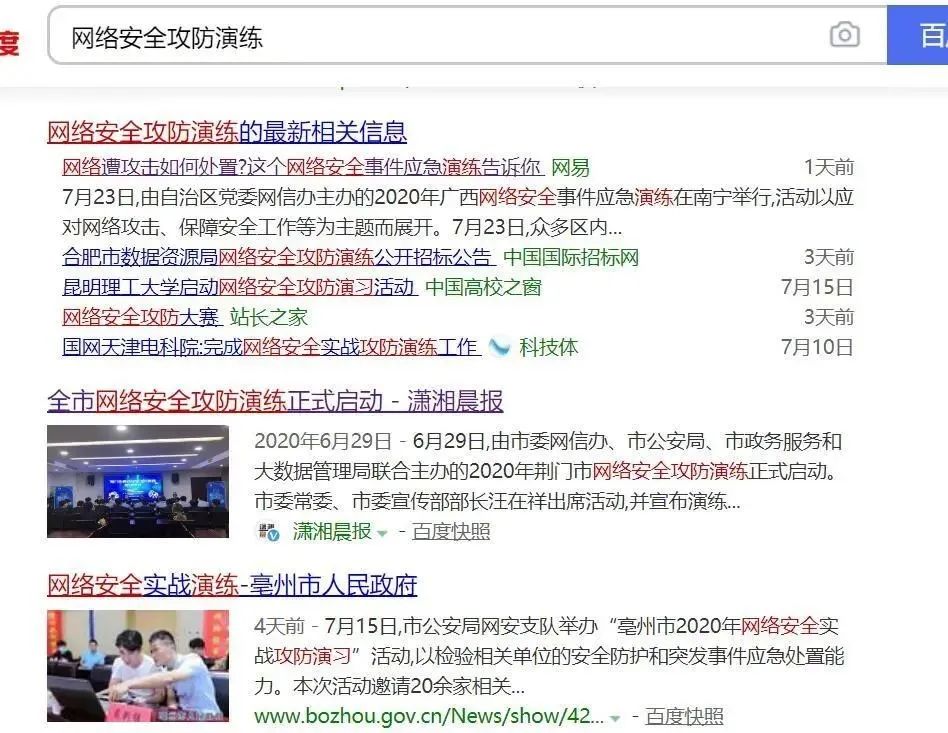 度
网络安全攻防演练
百
网络安全攻防演练的最新相关信息
网络遭攻击如何处置?这个网络安全事件应急演练告诉你 网易 1天前
7月23日,由自治区党委网信办主办的2020年广西网络安全事件应急演练在南宁举行,活动以应
对网络攻击、保障安全工作等为主题而展开。7月23日,众多区内...
合肥市数据资源局网络安全攻防演练公开招标公告 中国国际招标网 3天前
昆明理工大学启动网络安全攻防演习活动 中国高校之窗 7月15日
网络安全攻防大赛 站长之家 3天前
国网天津电科院:完成网络安全实战攻防演练工作 科技体 7月10日
全市网络安全攻防演练正式启动 - 潇湘晨报
2020年6月29日 - 6月29日,由市委网信办、市公安局、市政务服务和
大数据管理局联合主办的2020年荆门市网络安全攻防演练正式启动。
市委常委、市委宣传部部长汪在祥出席活动,并宣布演练...
潇湘晨报 - 百度快照
网络安全实战演练-亳州市人民政府
4天前 - 7月15日,市公安局网安支队举办“亳州市2020年网络安全实
战攻防演习”活动,以检验相关单位的安全防护和突发事件应急处置能
力。本次活动邀请20余家相关...
www.bozhou.gov.cn/News/show/42... - 百度快照